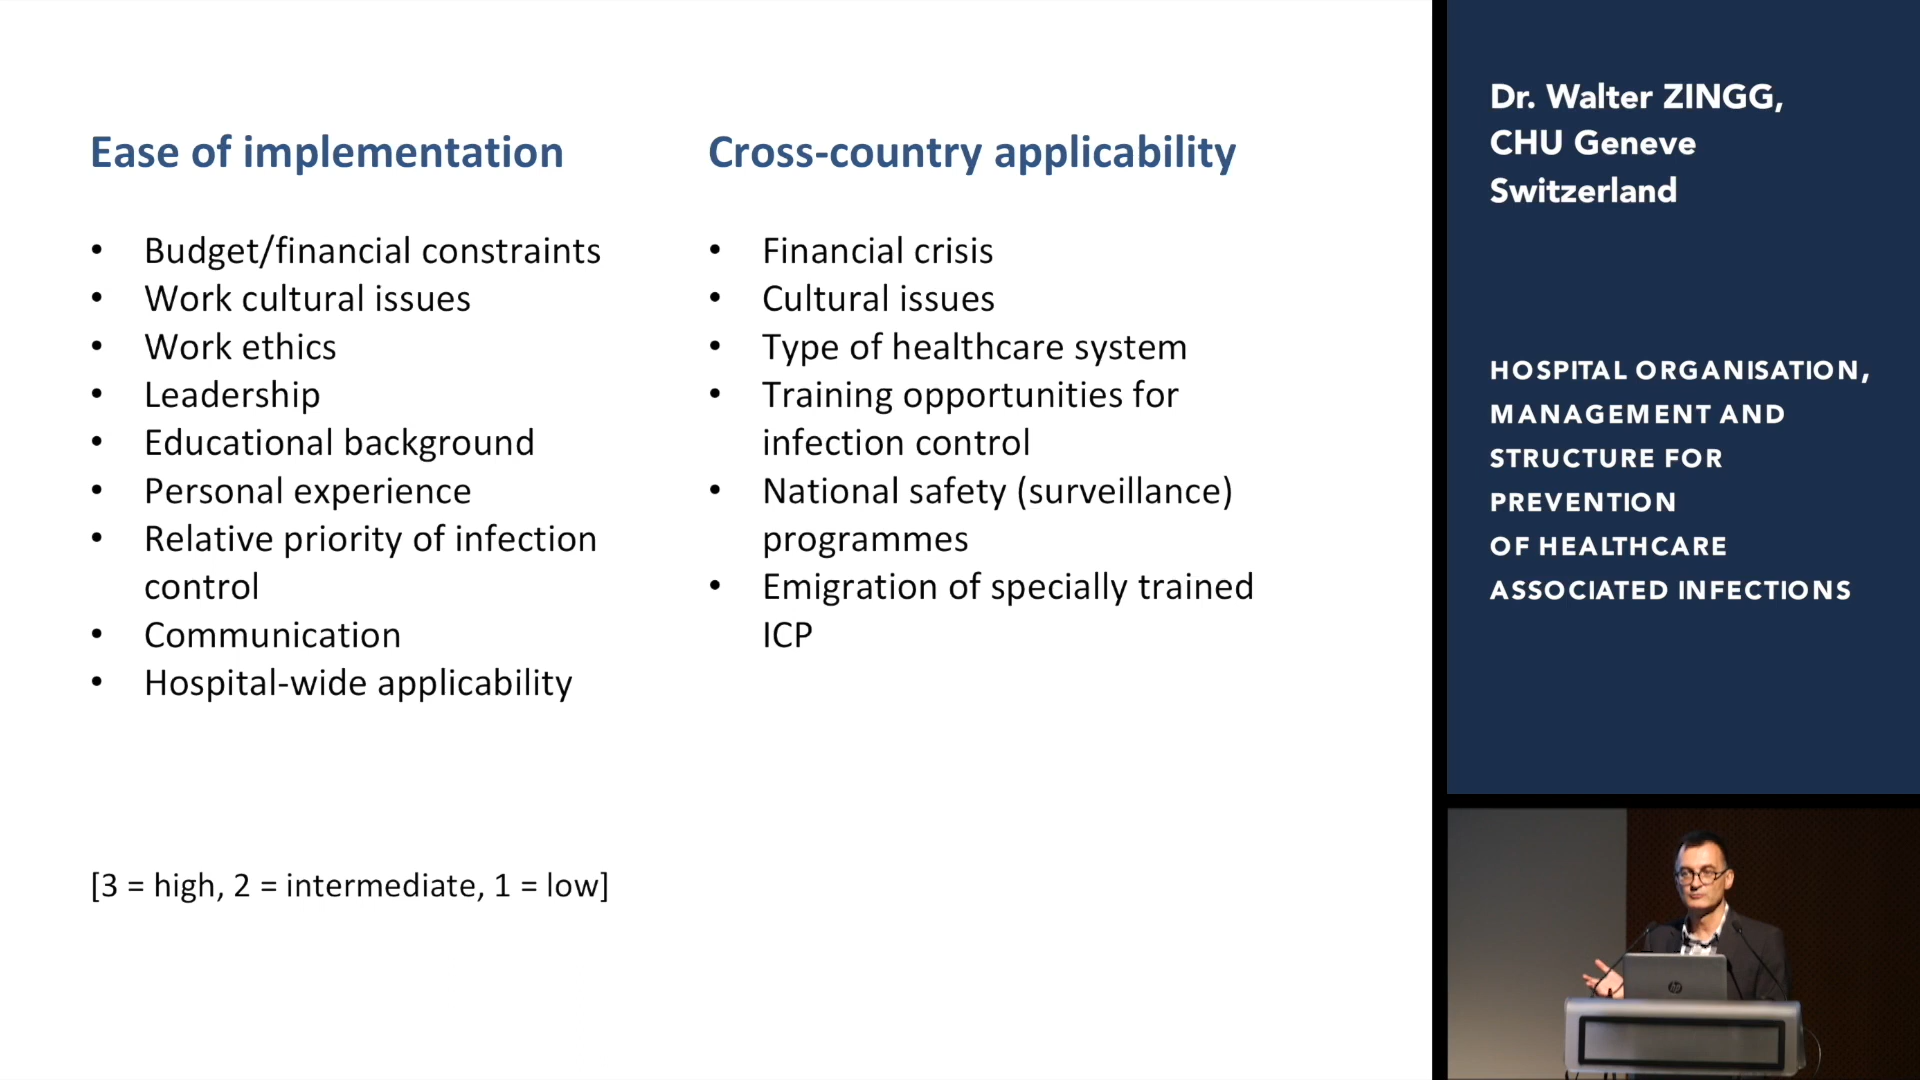 Ease of implementation
• Budget/financial constraints
• Work cultural issues
• Work ethics
• Leadership
• Educational background
• Personal experience
• Relative priority of infection
control
• Communication
• Hospital-wide applicability
[3 = high, 2 = intermediate, 1 = low]
Cross-country applicability
• Financial crisis
• Cultural issues
• Type of healthcare system
• Training opportunities for
infection control
• National safety (surveillance)
programmes
• Emigration of specially trained
ICP
Dr. Walter ZINGG,
CHU Geneve
Switzerland
HOSPITAL ORGANISATION,
MANAGEMENT AND
STRUCTURE FOR
PREVENTION
OF HEALTHCARE
ASSOCIATED INFECTIONS
hp